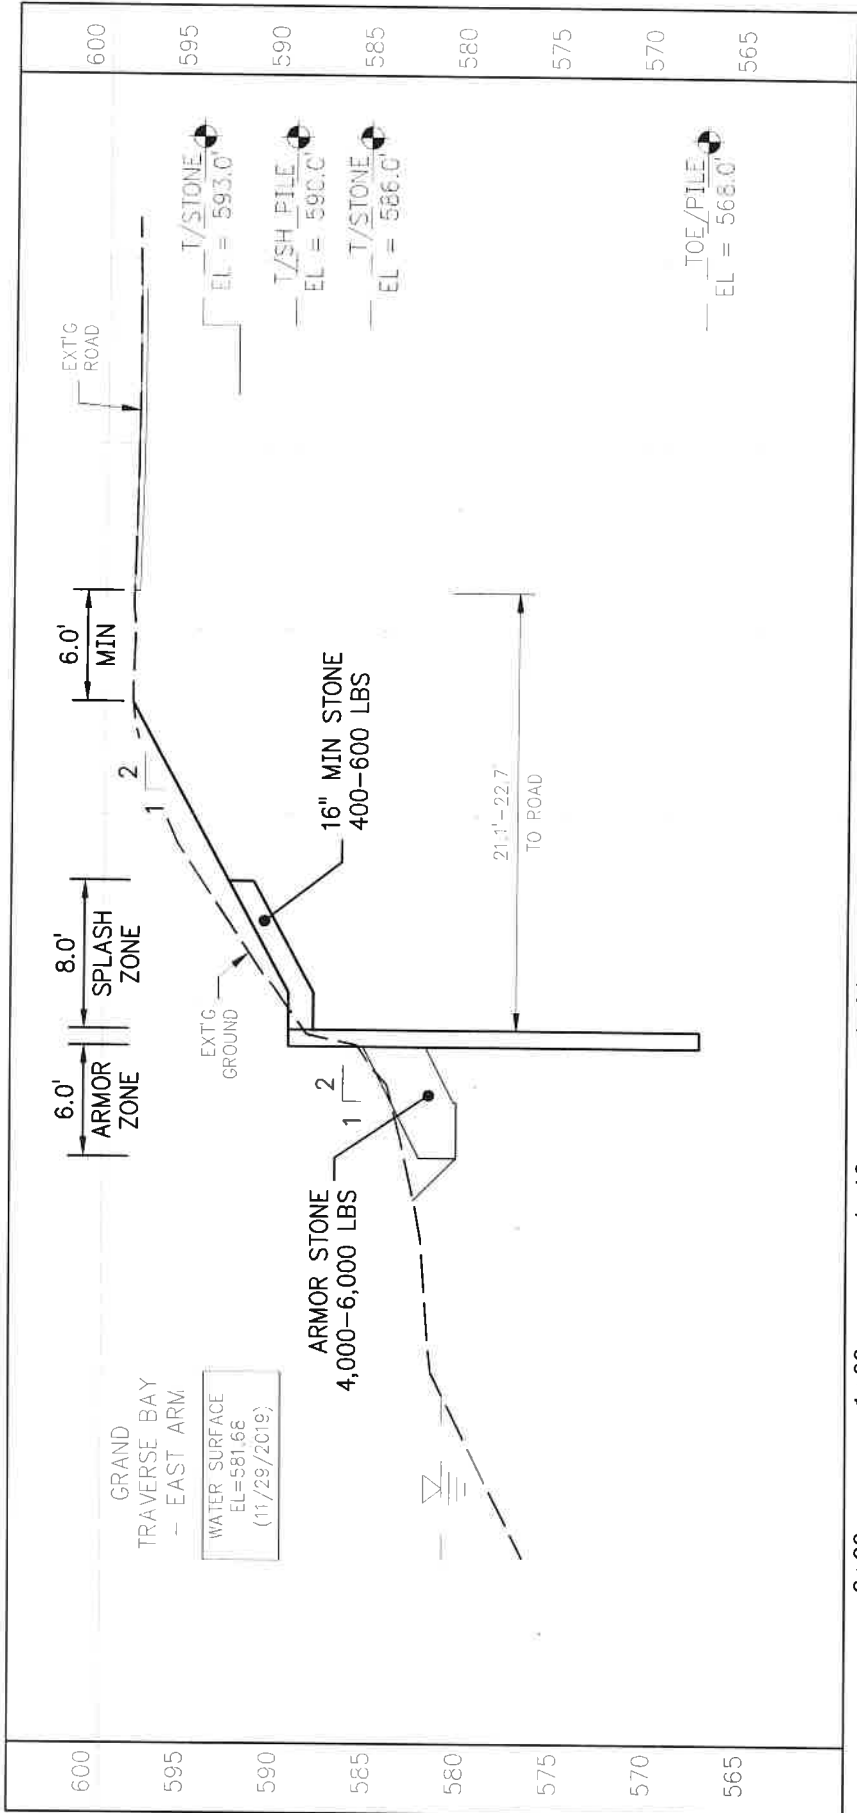 600
595
590
585
580
575
570
565
GRAND
TRAVERSE BAY
- EAST ARM
WATER SURFACE
EL=581.68
(11/29/2019)
ARMOR STONE
4,000-6,000 LBS
6.0'
ARMOR
ZONE
8.0'
SPLASH
ZONE
6.0'
MIN
EXT'G
GROUND
1
2
1
2
16" MIN STONE
400-600 LBS
21.1'-22.7'
TO ROAD
EXT'G
ROAD
T/STONE
EL = 593.0'
T/SH PILE
EL = 590.0'
T/STONE
EL = 586.0'
TOE/PILE
EL = 568.0'
600
595
590
585
580
575
570
565